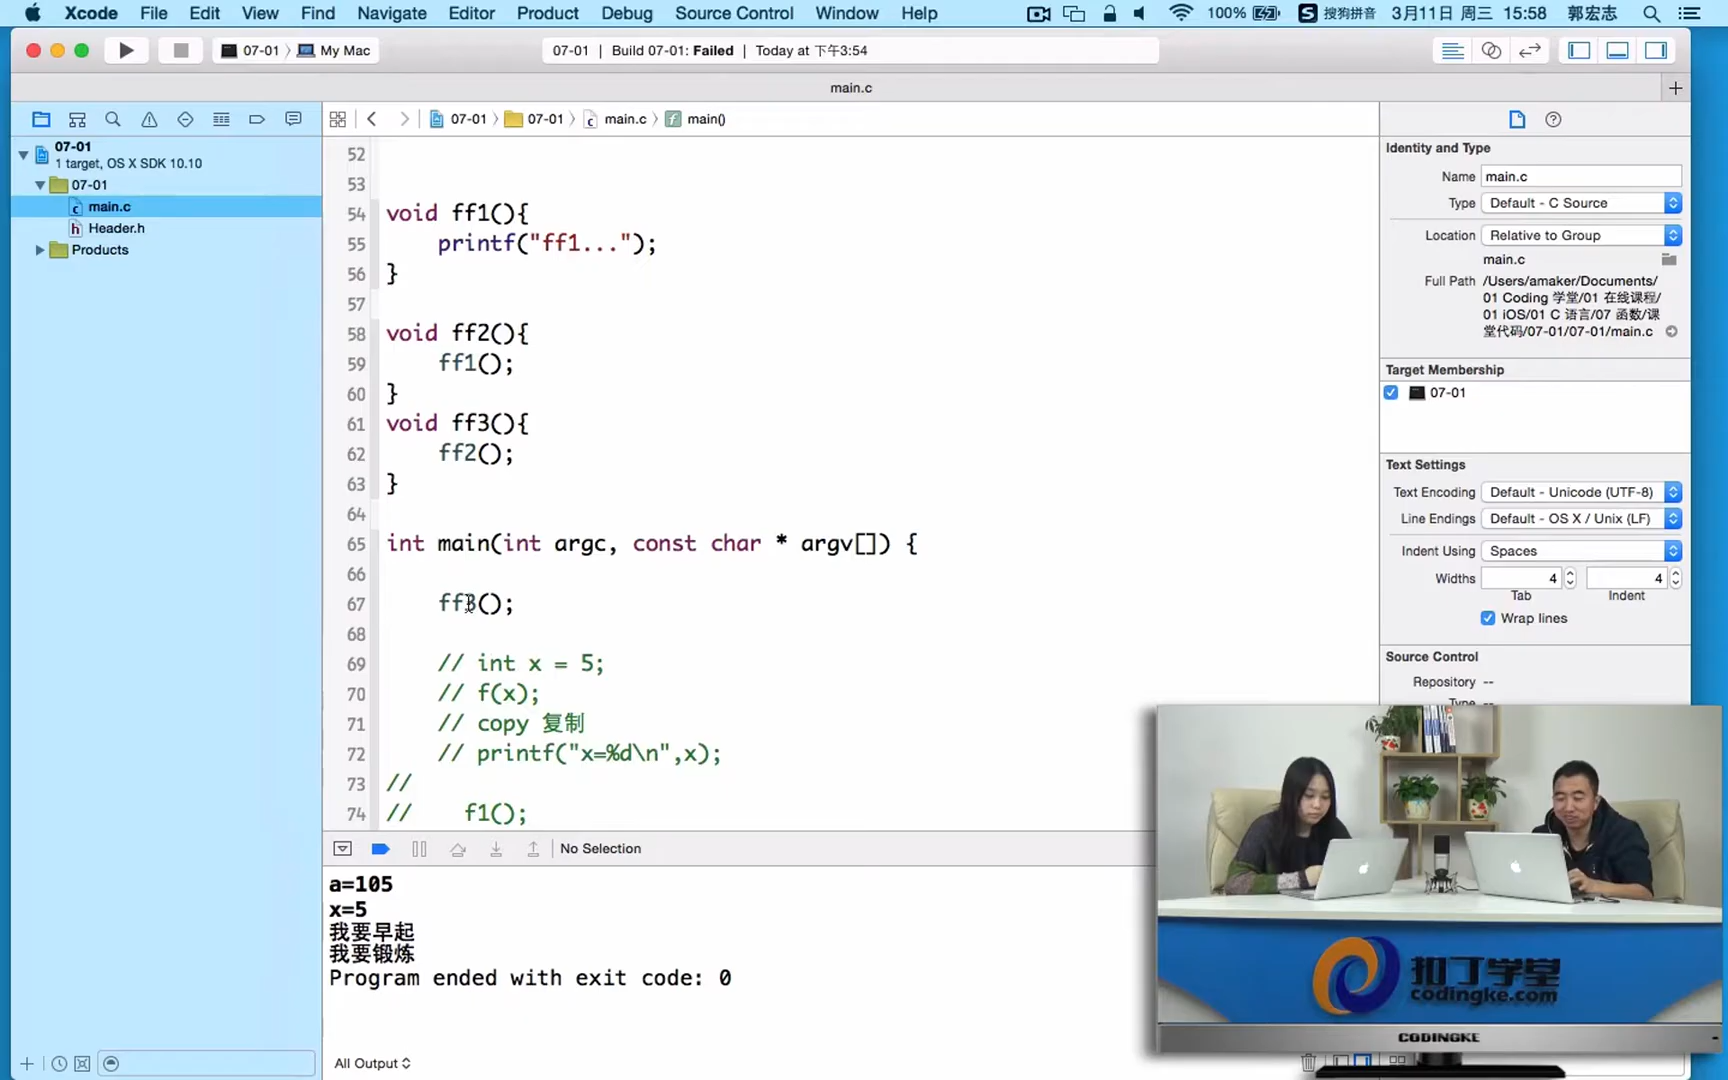 Xcode File Edit View Find Navigate Editor Product Debug Source Control Window Help 100% 搜狗拼音 3月11日 周三 15:58 郭宏志
07-01 〉 My Mac
07-01 | Build 07-01: Failed | Today at 下午3:54
main.c
07-01 〉 07-01 〉 main.c 〉 main()
07-01
1 target, OS X SDK 10.10
07-01
main.c
Header.h
Products
52
53
54 void ff1(){
55 printf("ff1...");
56 }
57
58 void ff2(){
59 ff1();
60 }
61 void ff3(){
62 ff2();
63 }
64
65 int main(int argc, const char * argv[]) {
66
67 ff3();
68
69 // int x = 5;
70 // f(x);
71 // copy 复制
72 // printf("x=%d\n",x);
73 //
74 // f1();
No Selection
a=105
x=5
我要早起
我要锻炼
Program ended with exit code: 0
All Output
Identity and Type
Name main.c
Type Default - C Source
Location Relative to Group
main.c
Full Path /Users/amaker/Documents/
01 Coding 学堂/01 在线课程/
01 iOS/01 C 语言/07 函数/课
堂代码/07-01/07-01/main.c
Target Membership
07-01
Text Settings
Text Encoding Default - Unicode (UTF-8)
Line Endings Default - OS X / Unix (LF)
Indent Using Spaces
Widths 4 4
Tab Indent
Wrap lines
Source Control
Repository --
Type --
扣丁学堂
codingke.com
CODINGKE